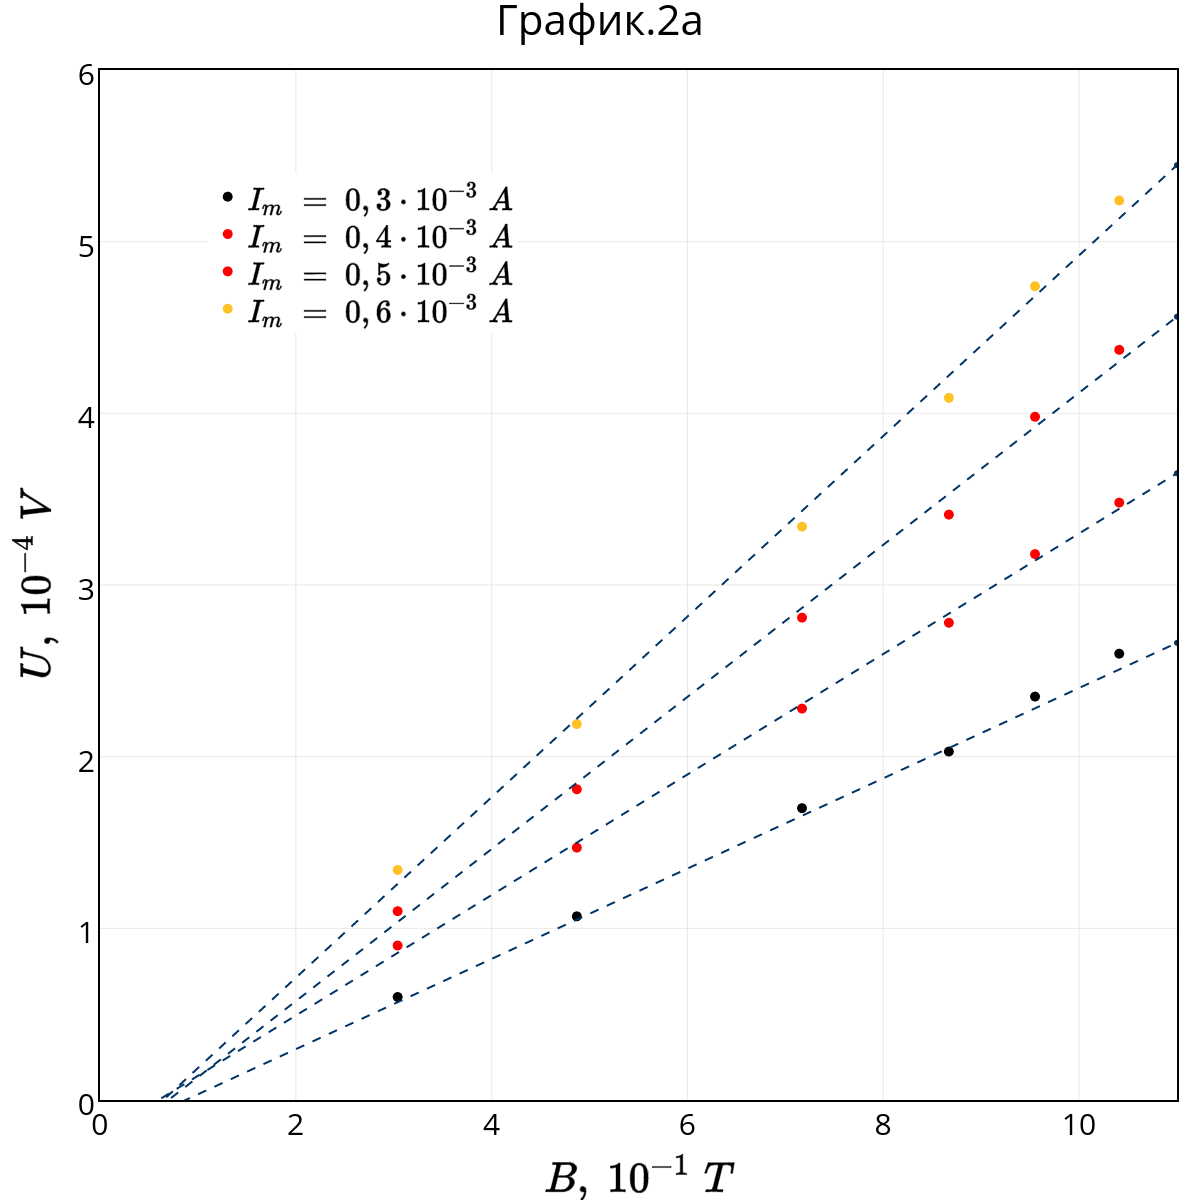 График.2а
6
5
4
3
2
1
0
U, 10⁻⁴ V
I_m = 0,3 · 10⁻³ A
I_m = 0,4 · 10⁻³ A
I_m = 0,5 · 10⁻³ A
I_m = 0,6 · 10⁻³ A
0 2 4 6 8 10
B, 10⁻¹ T